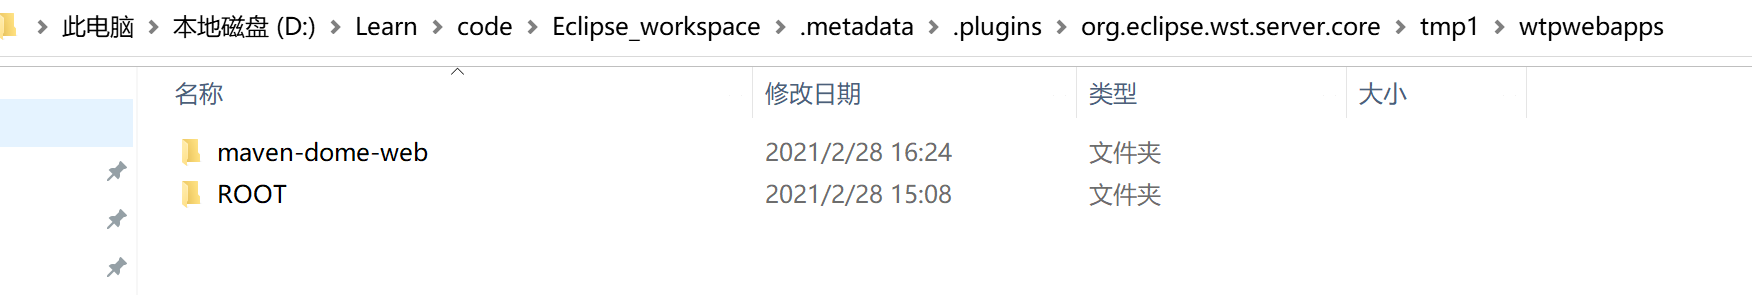 此电脑 本地磁盘 (D:) Learn code Eclipse_workspace .metadata .plugins org.eclipse.wst.server.core tmp1 wtpwebapps
名称 修改日期 类型 大小
maven-dome-web 2021/2/28 16:24 文件夹
ROOT 2021/2/28 15:08 文件夹